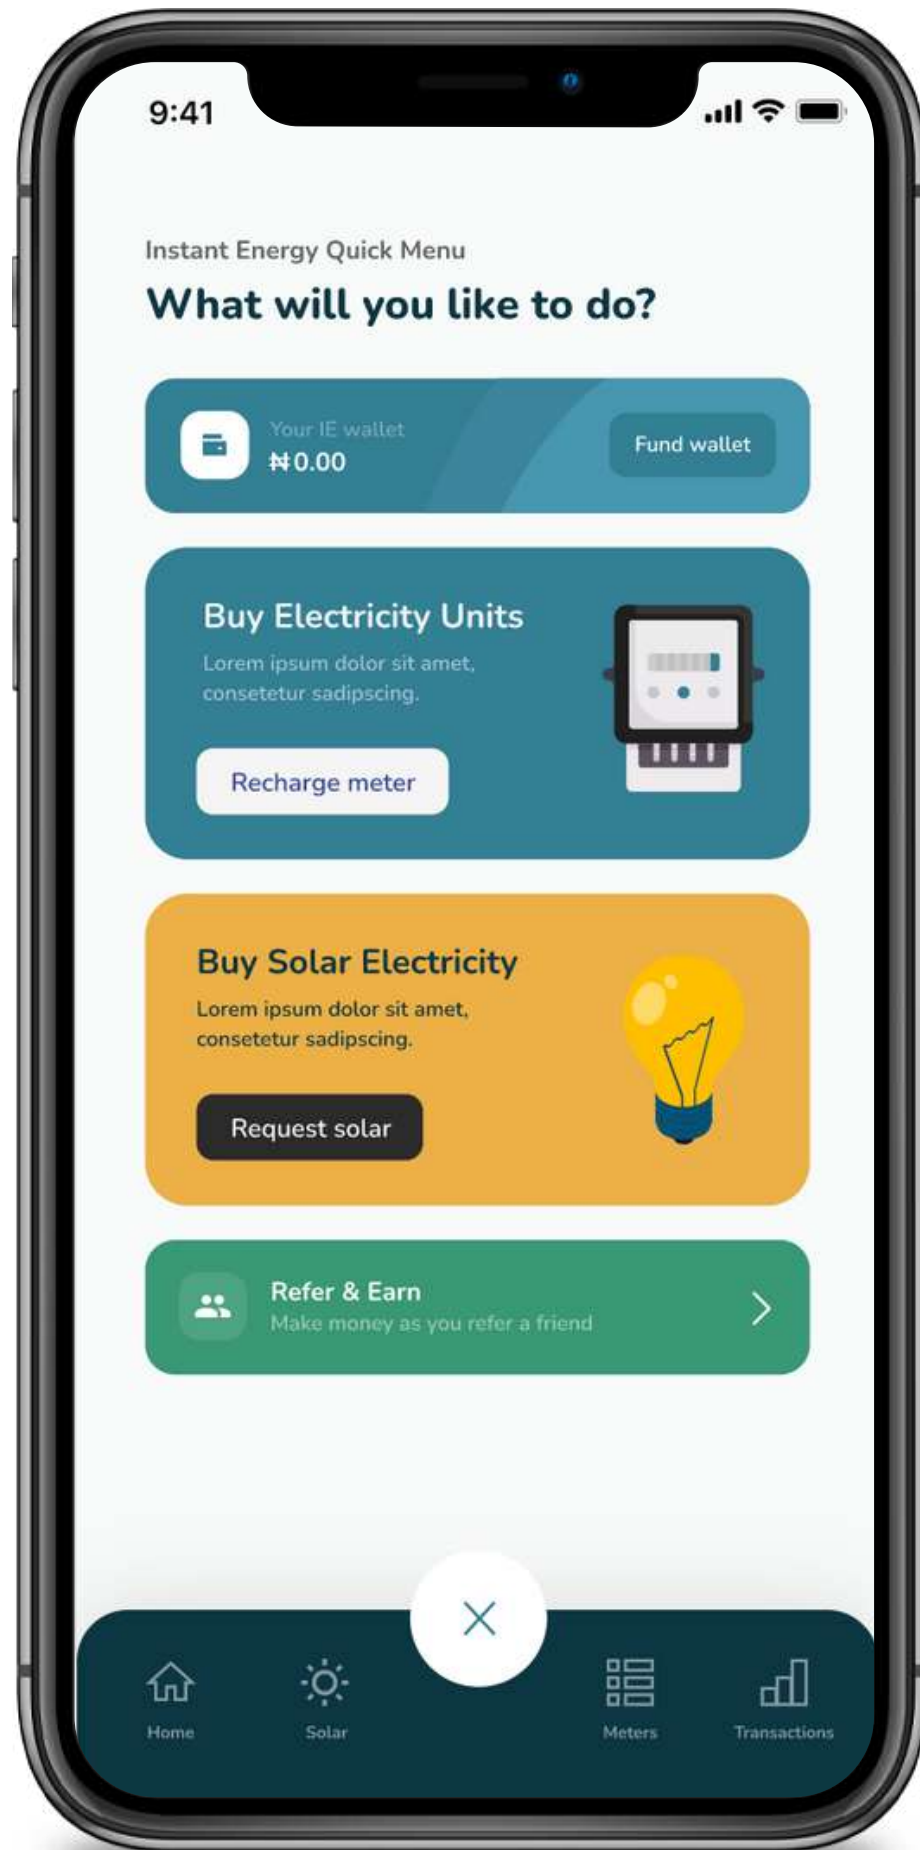 9:41
Instant Energy Quick Menu
What will you like to do?
Your IE wallet
₦0.00
Fund wallet
Buy Electricity Units
Lorem ipsum dolor sit amet,
consetetur sadipscing.
Recharge meter
Buy Solar Electricity
Lorem ipsum dolor sit amet,
consetetur sadipscing.
Request solar
Refer & Earn
Make money as you refer a friend
Home
Solar
Meters
Transactions